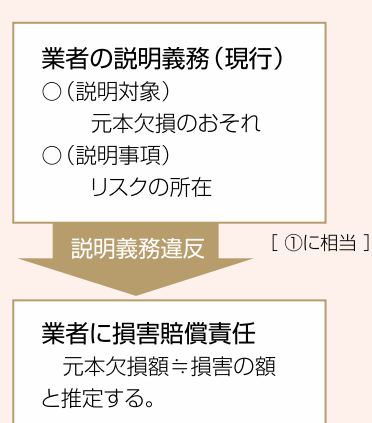 業者の説明義務（現行）
○（説明対象）
元本欠損のおそれ
○（説明事項）
リスクの所在
説明義務違反
［ ①に相当 ］
業者に損害賠償責任
元本欠損額≒損害の額
と推定する。